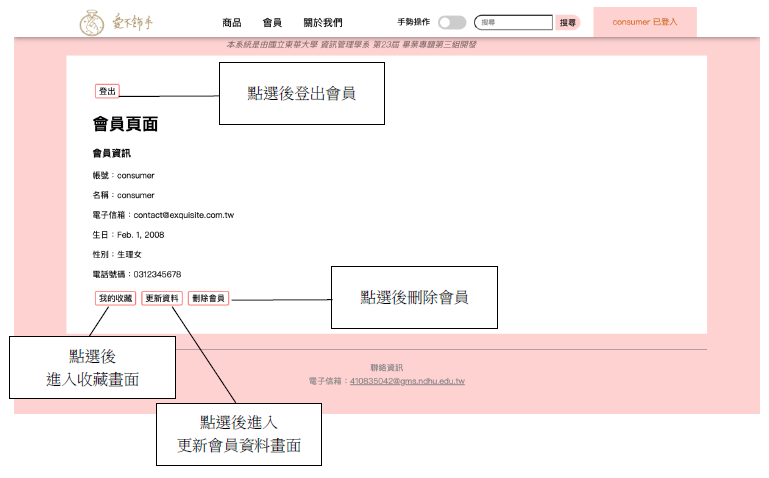 愛不飾手
商品 會員 關於我們 手勢操作 搜尋 搜尋 consumer 已登入
本系統是由國立東華大學 資訊管理學系 第23屆 畢業專題第三組開發
登出
點選後登出會員
會員頁面
會員資訊
帳號：consumer
名稱：consumer
電子信箱：contact@exquisite.com.tw
生日：Feb. 1, 2008
性別：生理女
電話號碼：0312345678
我的收藏 更新資料 刪除會員
點選後刪除會員
點選後
進入收藏畫面
聯絡資訊
電子信箱：410835042@gms.ndhu.edu.tw
點選後進入
更新會員資料畫面